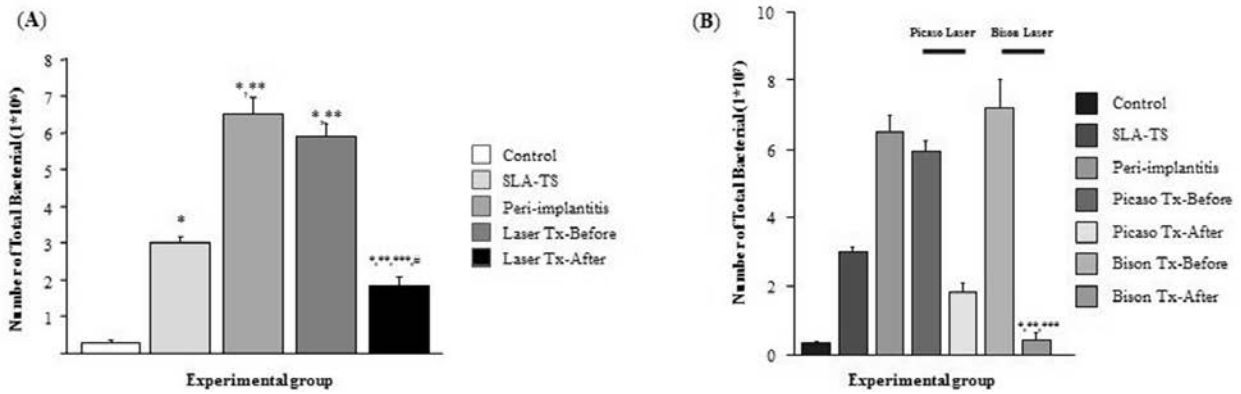 (A)
Number of Total Bacterial(1*10⁶)
8
7
6
5
4
3
2
1
*
*,**
*,**
*,**,***,#
Experimental group
Control
SLA-TS
Peri-implantitis
Laser Tx-Before
Laser Tx-After
(B)
Number of Total Bacterial (1*10⁷)
10
8
6
4
2
0
Picaso Laser
Bison Laser
*,**,***
Experimental group
Control
SLA-TS
Peri-implantitis
Picaso Tx-Before
Picaso Tx-After
Bison Tx-Before
Bison Tx-After